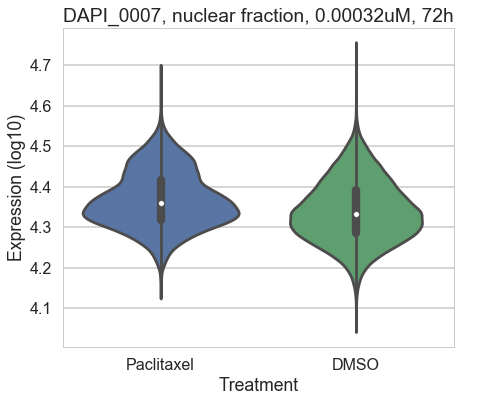 DAPI_0007, nuclear fraction, 0.00032uM, 72h
4.7
4.6
4.5
4.4
4.3
4.2
4.1
Expression (log10)
Paclitaxel DMSO
Treatment